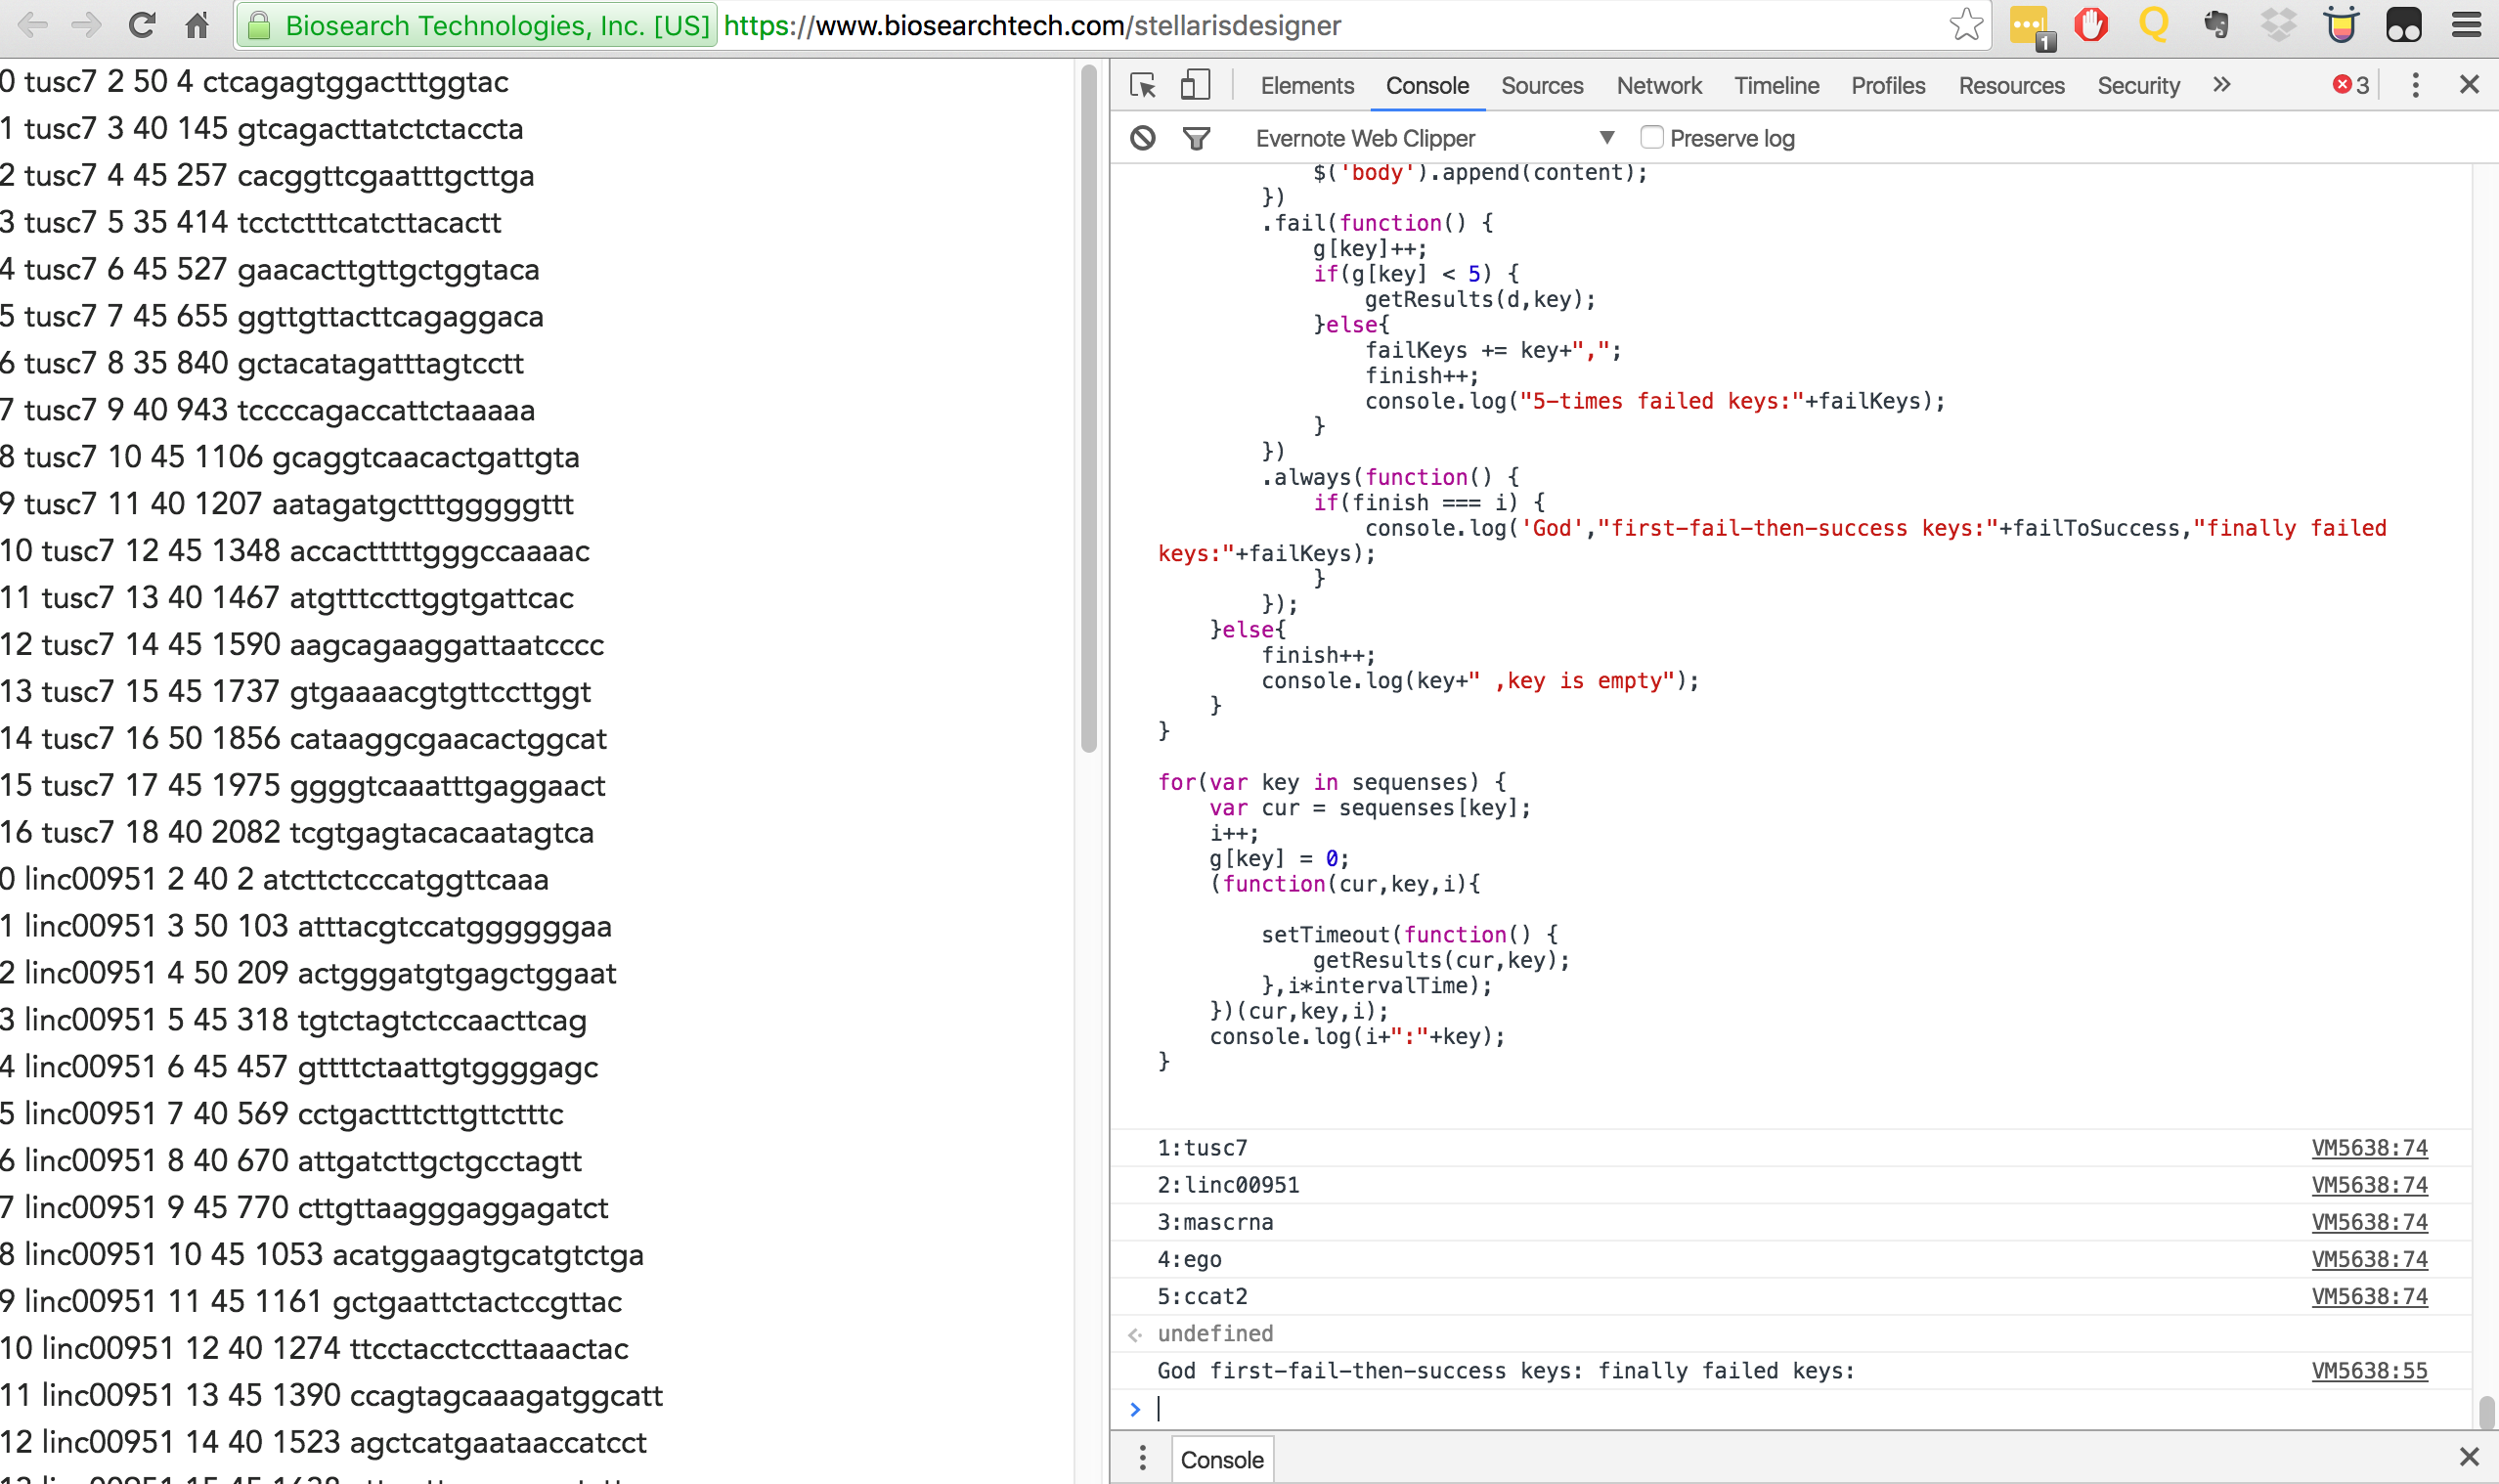 Biosearch Technologies, Inc. [US] https://www.biosearchtech.com/stellarisdesigner
1
0 tusc7 2 50 4 ctcagagtggactttggtac
1 tusc7 3 40 145 gtcagacttatctctaccta
2 tusc7 4 45 257 cacggttcgaatttgcttga
3 tusc7 5 35 414 tcctctttcatcttacactt
4 tusc7 6 45 527 gaacacttgttgctggtaca
5 tusc7 7 45 655 ggttgttacttcagaggaca
6 tusc7 8 35 840 gctacatagatttagtcctt
7 tusc7 9 40 943 tccccagaccattctaaaaa
8 tusc7 10 45 1106 gcaggtcaacactgattgta
9 tusc7 11 40 1207 aatagatgctttgggggttt
10 tusc7 12 45 1348 accactttttgggccaaaac
11 tusc7 13 40 1467 atgtttccttggtgattcac
12 tusc7 14 45 1590 aagcagaaggattaatcccc
13 tusc7 15 45 1737 gtgaaaacgtgttccttggt
14 tusc7 16 50 1856 cataaggcgaacactggcat
15 tusc7 17 45 1975 ggggtcaaatttgaggaact
16 tusc7 18 40 2082 tcgtgagtacacaatagtca
0 linc00951 2 40 2 atcttctcccatggttcaaa
1 linc00951 3 50 103 atttacgtccatgggggggaa
2 linc00951 4 50 209 actgggatgtgagctggaat
3 linc00951 5 45 318 tgtctagtctccaacttcag
4 linc00951 6 45 457 gttttctaattgtggggagc
5 linc00951 7 40 569 cctgactttcttgttctttc
6 linc00951 8 40 670 attgatcttgctgcctagtt
7 linc00951 9 45 770 cttgttaagggaggagatct
8 linc00951 10 45 1053 acatggaagtgcatgtctga
9 linc00951 11 45 1161 gctgaattctactccgttac
10 linc00951 12 40 1274 ttcctacctccttaaactac
11 linc00951 13 45 1390 ccagtagcaaagatggcatt
12 linc00951 14 40 1523 agctcatgaataaccatcct
Elements Console Sources Network Timeline Profiles Resources Security » 3
Evernote Web Clipper Preserve log
$('body').append(content);
})
.fail(function() {
g[key]++;
if(g[key] < 5) {
getResults(d,key);
}else{
failKeys += key+",";
finish++;
console.log("5-times failed keys:"+failKeys);
}
})
.always(function() {
if(finish === i) {
console.log('God',"first-fail-then-success keys:"+failToSuccess,"finally failed
keys:"+failKeys);
}
});
}else{
finish++;
console.log(key+" ,key is empty");
}
}
for(var key in sequenses) {
var cur = sequenses[key];
i++;
g[key] = 0;
(function(cur,key,i){
setTimeout(function() {
getResults(cur,key);
},i*intervalTime);
})(cur,key,i);
console.log(i+":"+key);
}
1:tusc7 VM5638:74
2:linc00951 VM5638:74
3:mascrna VM5638:74
4:ego VM5638:74
5:ccat2 VM5638:74
undefined
God first-fail-then-success keys: finally failed keys: VM5638:55
Console